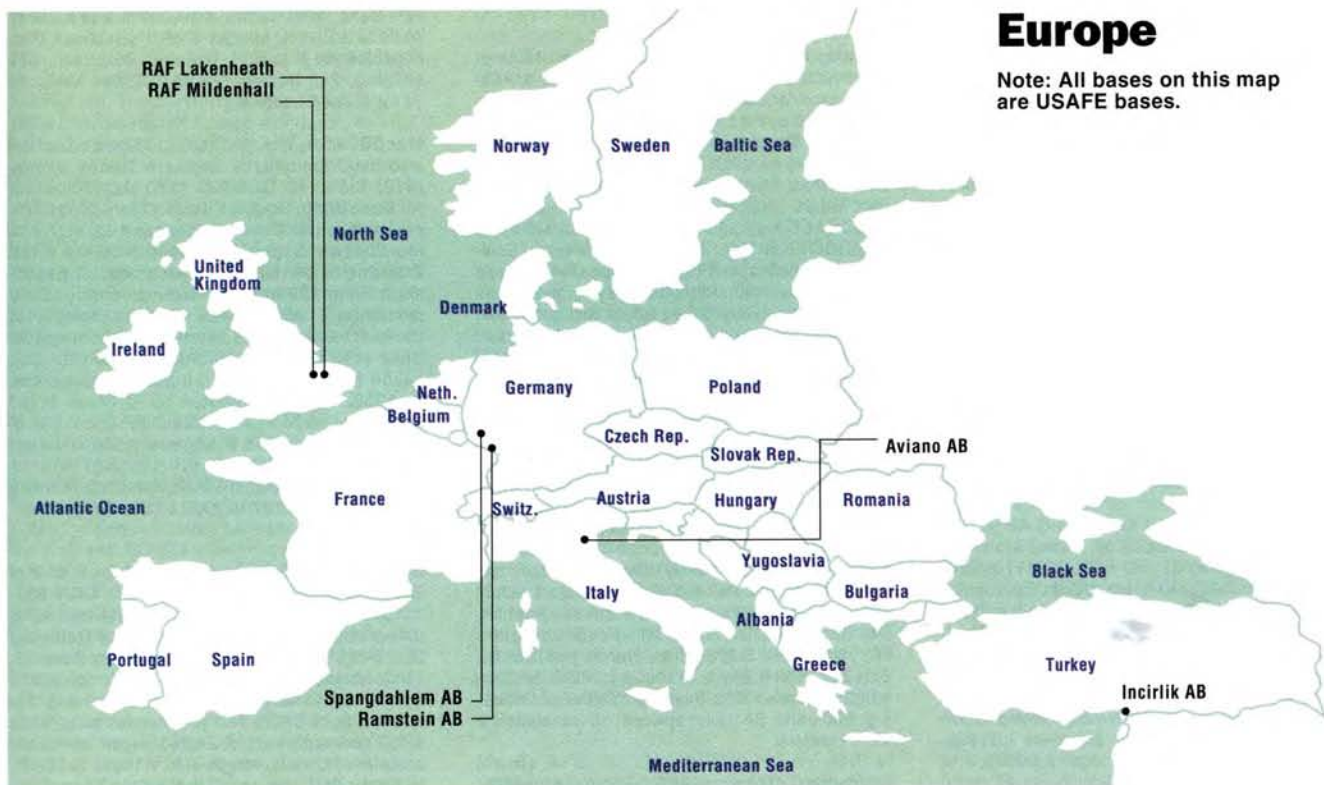 Europe
Note: All bases on this map
are USAFE bases.
RAF Lakenheath
RAF Mildenhall
Norway
Sweden
Baltic Sea
North Sea
United
Kingdom
Denmark
Ireland
Neth.
Germany
Poland
Belgium
Czech Rep.
Slovak Rep.
Aviano AB
Atlantic Ocean
France
Switz.
Austria
Hungary
Romania
Yugoslavia
Black Sea
Italy
Bulgaria
Albania
Portugal
Spain
Greece
Turkey
Spangdahlem AB
Ramstein AB
Incirlik AB
Mediterranean Sea